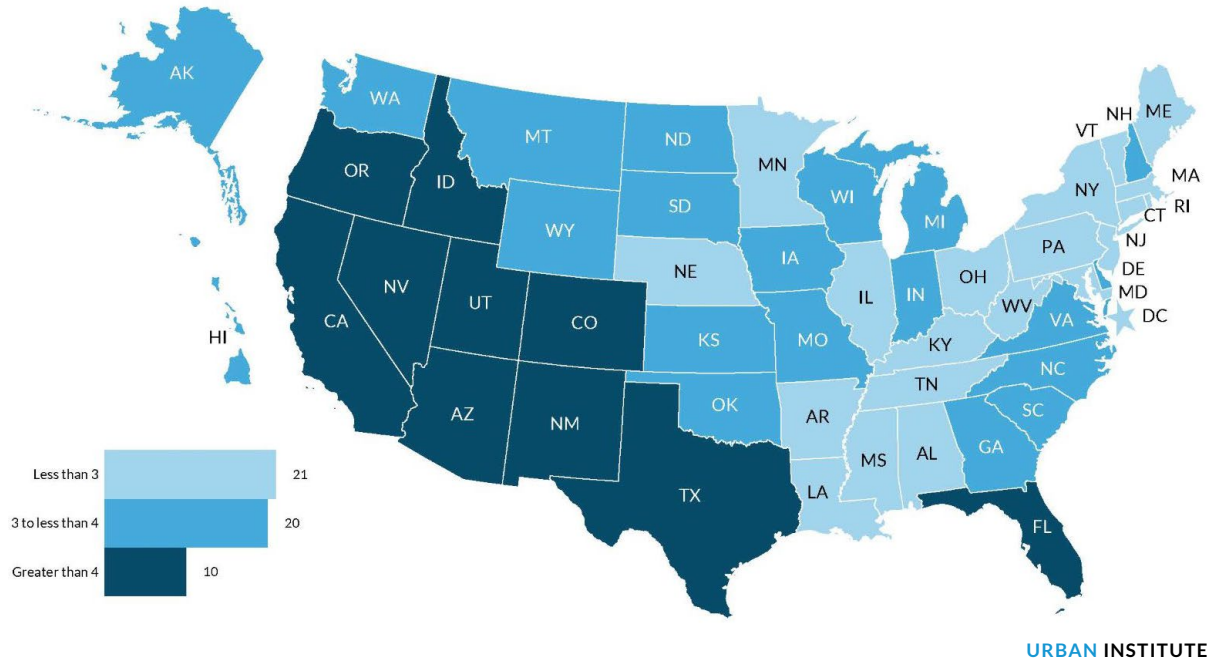 AK
WA
MT
ND
MN
OR
ID
WY
SD
WI
MI
NH
ME
VT
NY
MA
RI
CT
CA
NV
UT
CO
NE
IA
IL
IN
OH
PA
NJ
DE
MD
DC
WV
VA
HI
AZ
NM
KS
MO
KY
TN
NC
SC
OK
AR
TX
LA
MS
AL
GA
FL
Less than 3 21
3 to less than 4 20
Greater than 4 10
URBAN INSTITUTE